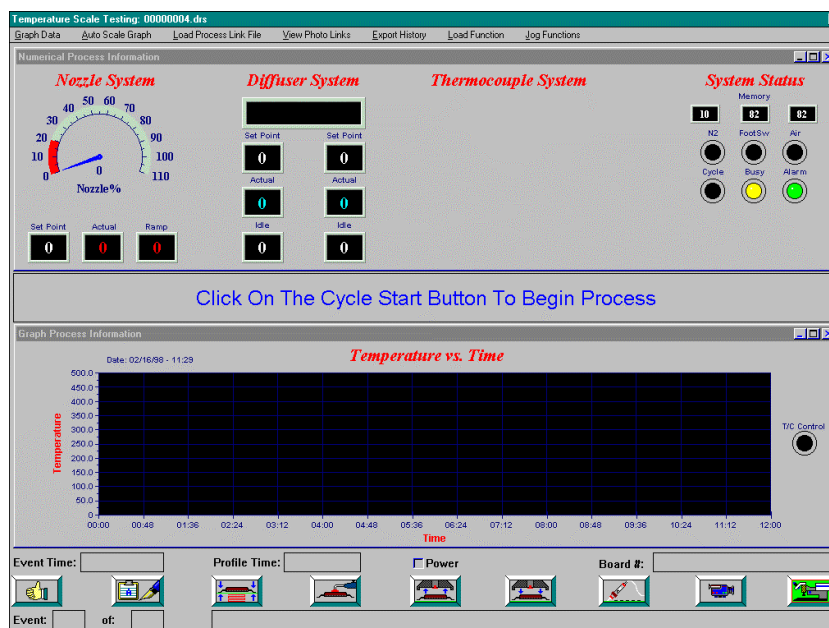 Temperature Scale Testing: 00000004.drs
Graph Data Auto Scale Graph Load Process Link File View Photo Links Export History Load Function Jog Functions
Numerical Process Information
Nozzle System Diffuser System Thermocouple System System Status
Memory
10 82 82
N2 FootSw Air
Cycle Busy Alarm
0 10 20 30 40 50 60 70 80 90 100 110
0
Nozzle%
Set Point Actual Ramp
0 0 0
Set Point Set Point
0 0
Actual Actual
0 0
Idle Idle
0 0
Click On The Cycle Start Button To Begin Process
Graph Process Information
Date: 02/16/98 - 11:29
Temperature vs. Time
500.0
450.0
400.0
350.0
300.0
250.0
200.0
150.0
100.0
50.0
0
Temperature
00:00 00:48 01:36 02:24 03:12 04:00 04:48 05:36 06:24 07:12 08:00 08:48 09:36 10:24 11:12 12:00
Time
T/C Control
Event Time: Profile Time: Power Board #:
A
Event: of: